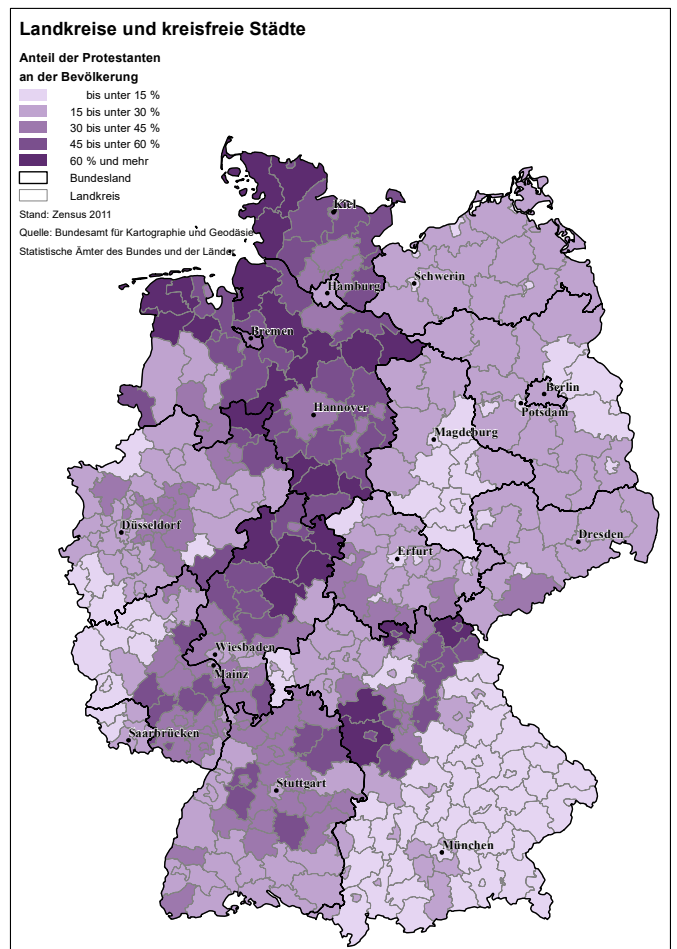 Landkreise und kreisfreie Städte
Anteil der Protestanten
an der Bevölkerung
bis unter 15 %
15 bis unter 30 %
30 bis unter 45 %
45 bis unter 60 %
60 % und mehr
Bundesland
Landkreis
Stand: Zensus 2011
Quelle: Bundesamt für Kartographie und Geodäsie
Statistische Ämter des Bundes und der Länder
Kiel
Schwerin
Hamburg
Bremen
Berlin
Potsdam
Hannover
Magdeburg
Düsseldorf
Dresden
Erfurt
Wiesbaden
Mainz
Saarbrücken
Stuttgart
München